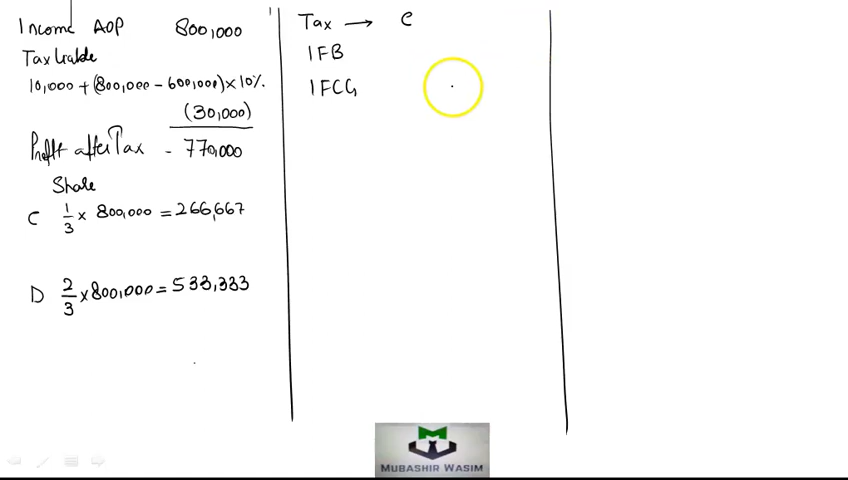 Income AOP 800,000
Tax liable
10,000 + (800,000 - 600,000) × 10%.
(30,000)
Profit after Tax - 770,000
Share
C 1/3 × 800,000 = 266,667
D 2/3 × 800,000 = 533,333
Tax → C
IFB
IFCG
MUBASHIR WASIM